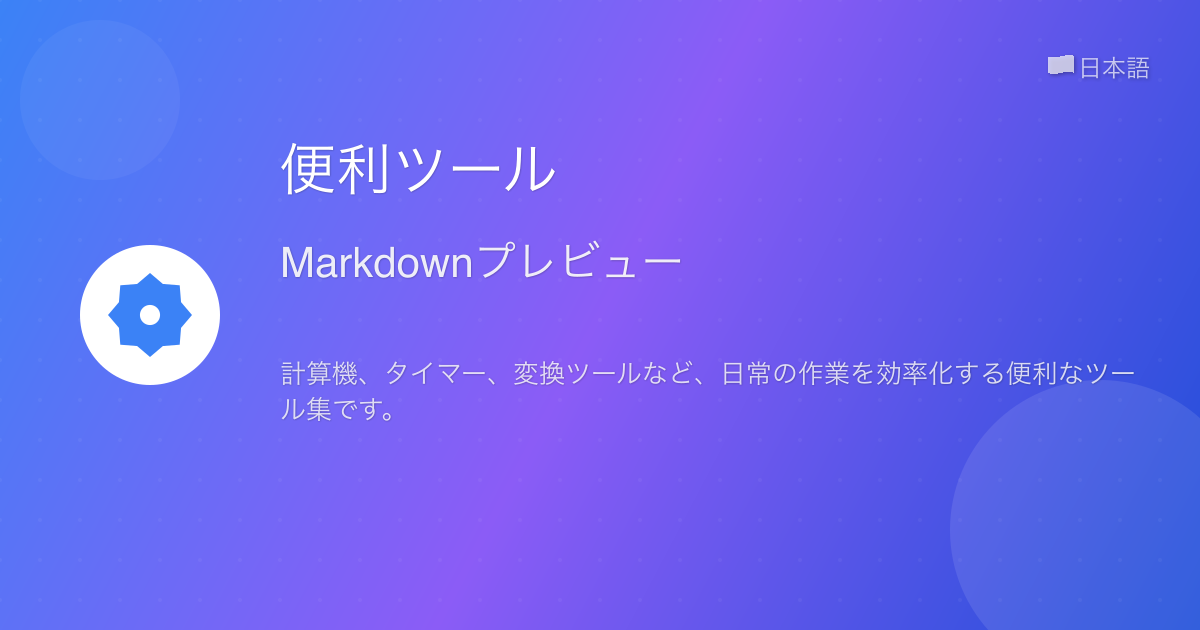 日本語
便利ツール
Markdownプレビュー
計算機、タイマー、変換ツールなど、日常の作業を効率化する便利なツー
ル集です。